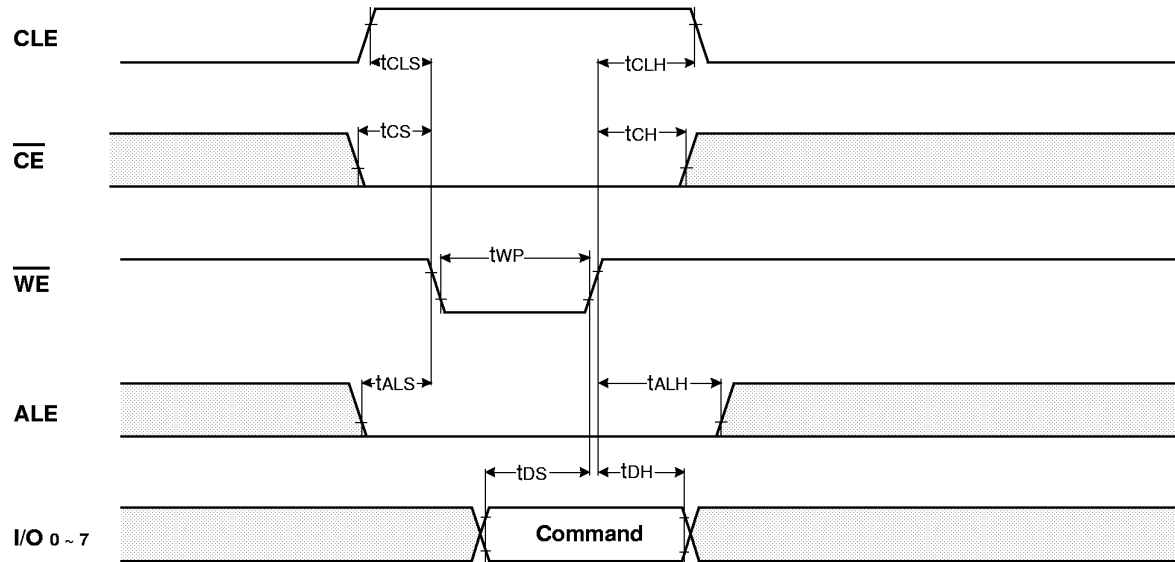 CLE
tCLS
tCLH
tCS
tCH
CE
tWP
WE
tALS
tALH
ALE
tDS
tDH
I/O 0 ~ 7
Command